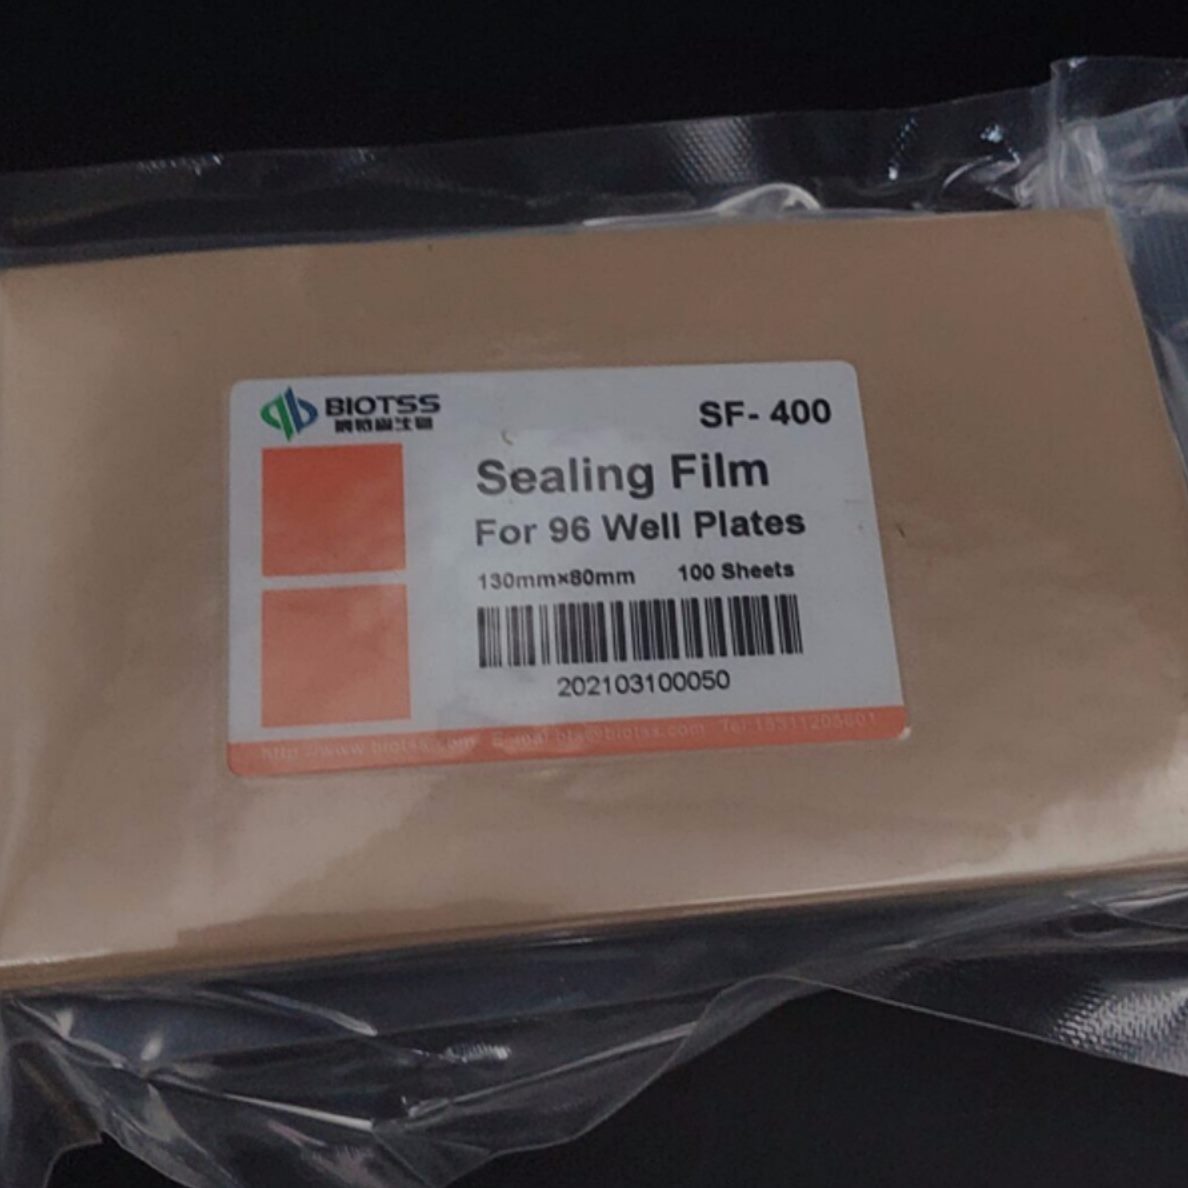 BIOTSS
SF- 400
Sealing Film
For 96 Well Plates
130mm×80mm 100 Sheets
202103100050